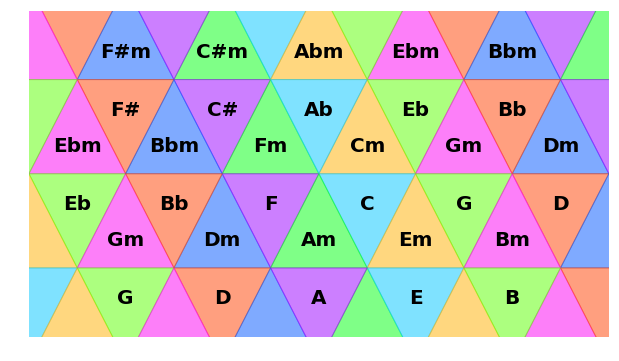 F#m C#m Abm Ebm Bbm
F# C# Ab Eb Bb
Ebm Bbm Fm Cm Gm Dm
Eb Bb F C G D
Gm Dm Am Em Bm
G D A E B